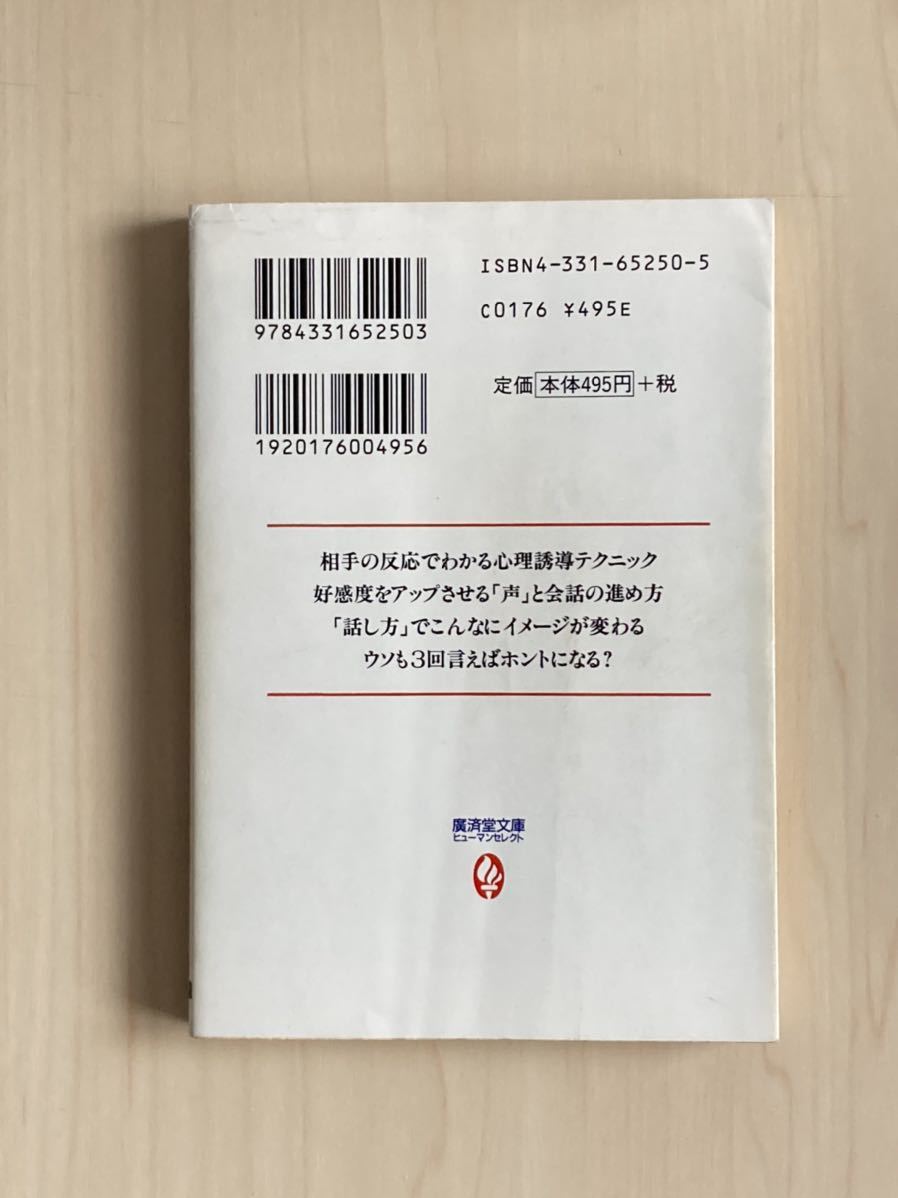 ISBN4-331-65250-5
C0176 ¥495E
9784331652503
定価 本体495円 +税
1920176004956
相手の反応でわかる心理誘導テクニック
好感度をアップさせる「声」と会話の進め方
「話し方」でこんなにイメージが変わる
ウソも3回言えばホントになる?
廣済堂文庫
ヒューマンセレクト